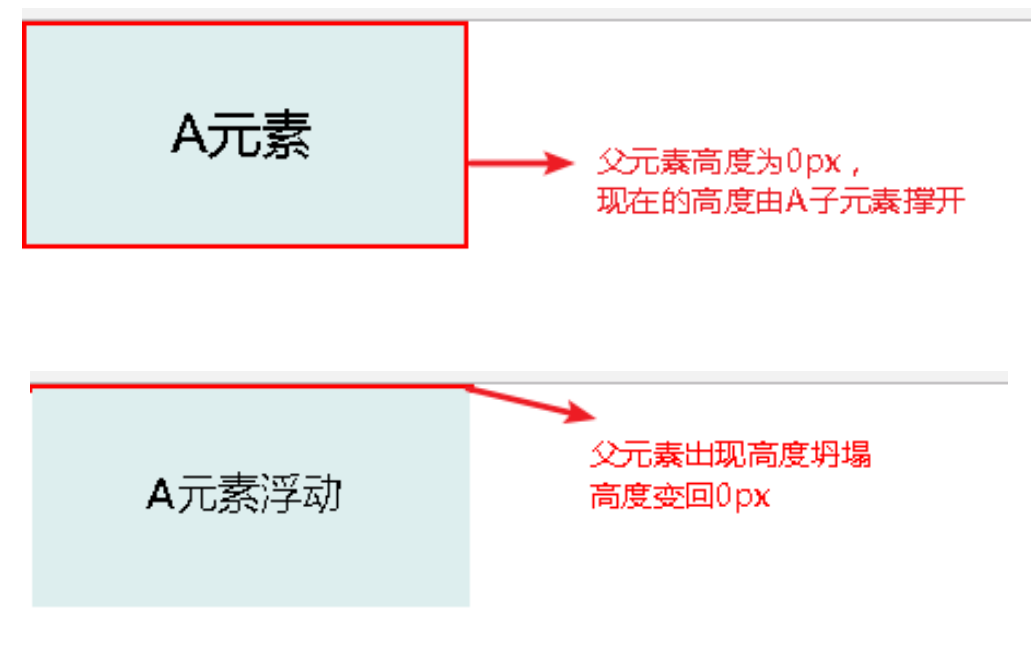 A元素
父元素高度为0px，
现在的高度由A子元素撑开
A元素浮动
父元素出现高度坍塌
高度变回0px